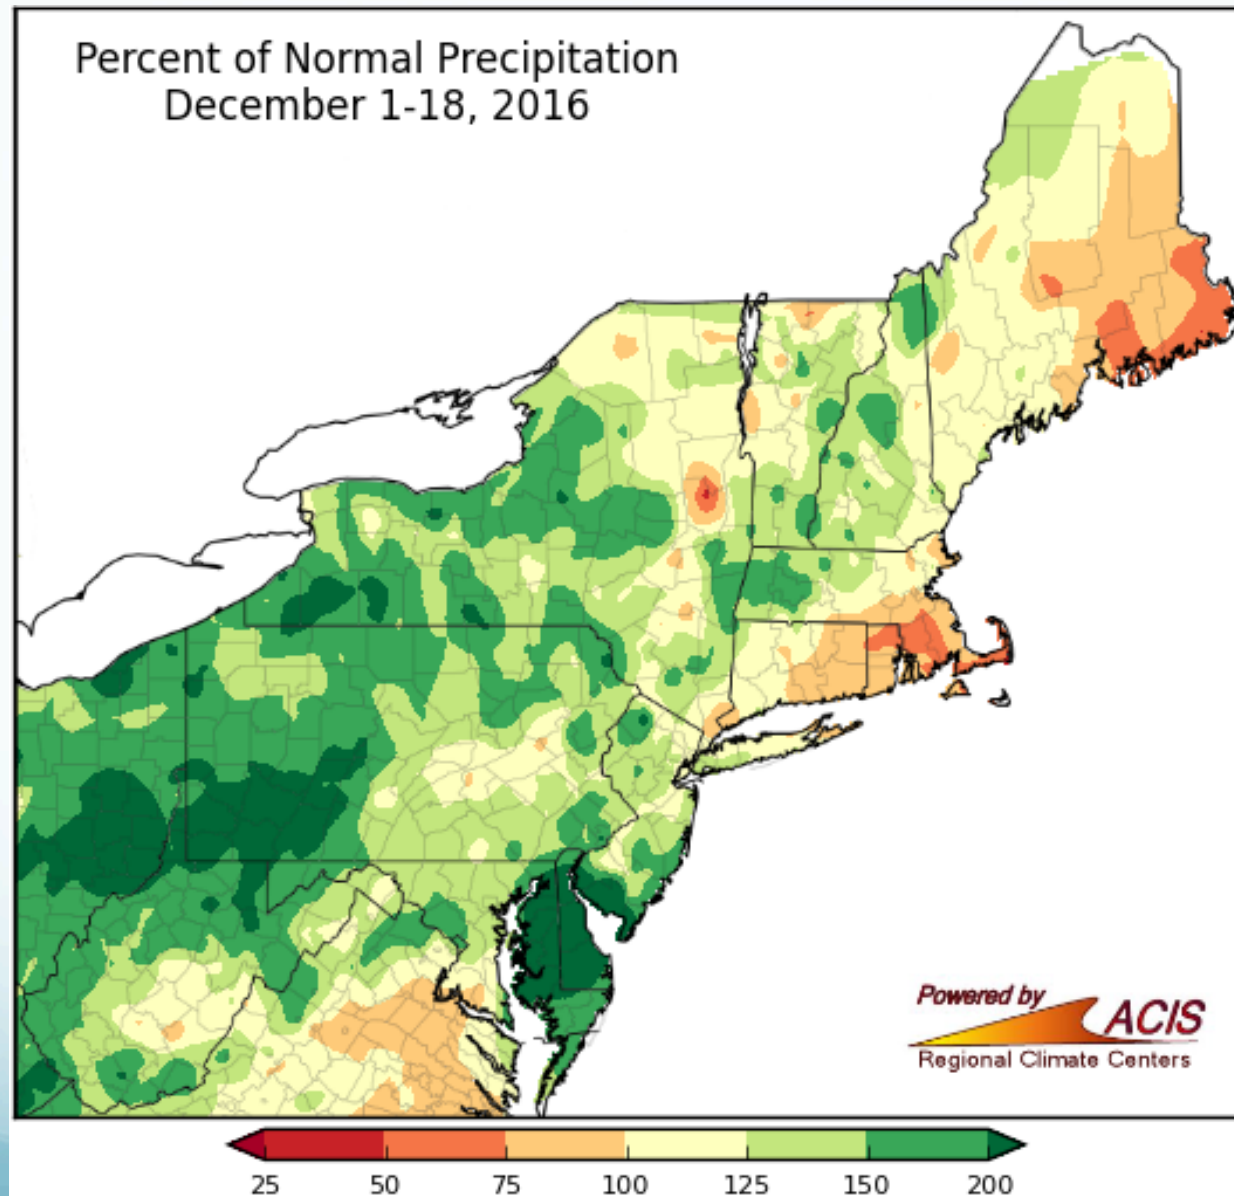 Percent of Normal Precipitation
December 1-18, 2016
Powered by
ACIS
Regional Climate Centers
25 50 75 100 125 150 200